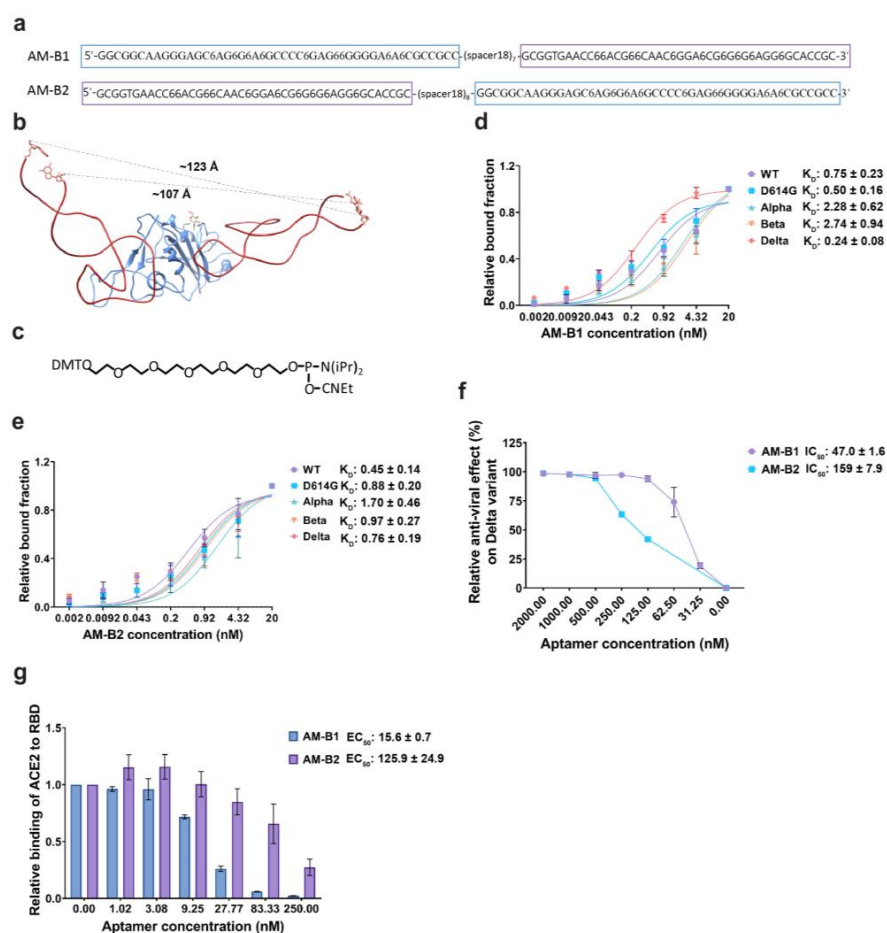 a
AM-B1 5'-GGCGGCAAGGGAGC6AG6G6A6GCCCCC6GAG66GGGGA6A6CGCCGCC-(spacer18)7-GCGGTGAACC66ACG66CAAC6GGA6CG6G6G6AGG6GCACCGC-3'
AM-B2 5'-GCGGTGAACC66ACG66CAAC6GGA6CG6G6G6AGG6GCACCGC-(spacer18)8-GGCGGCAAGGGAGC6AG6G6A6GCCCCC6GAG66GGGGA6A6CGCCGCC-3'
b
~123 Å
~107 Å
c
DMTO O O O O O O-P-N(iPr)2
O-CNEt
d
Relative bound fraction
1.2
0.8
0.4
0.0
0.002 0.0092 0.043 0.2 0.92 4.32 20
AM-B1 concentration (nM)
WT KD: 0.75 ± 0.23
D614G KD: 0.50 ± 0.16
Alpha KD: 2.28 ± 0.62
Beta KD: 2.74 ± 0.94
Delta KD: 0.24 ± 0.08
e
Relative bound fraction
1.2
0.8
0.4
0.0
0.002 0.0092 0.043 0.2 0.92 4.32 20
AM-B2 concentration (nM)
WT KD: 0.45 ± 0.14
D614G KD: 0.88 ± 0.20
Alpha KD: 1.70 ± 0.46
Beta KD: 0.97 ± 0.27
Delta KD: 0.76 ± 0.19
f
Relative anti-viral effect (%)
on Delta variant
125
100
75
50
25
0
2000.00 1000.00 500.00 250.00 125.00 62.50 31.25 0.00
Aptamer concentration (nM)
AM-B1 IC50: 47.0 ± 1.6
AM-B2 IC50: 159 ± 7.9
g
Relative binding of ACE2 to RBD
1.5
1.0
0.5
0.0
0.00 1.02 3.08 9.25 27.77 83.33 250.00
Aptamer concentration (nM)
AM-B1 EC50: 15.6 ± 0.7
AM-B2 EC50: 125.9 ± 24.9